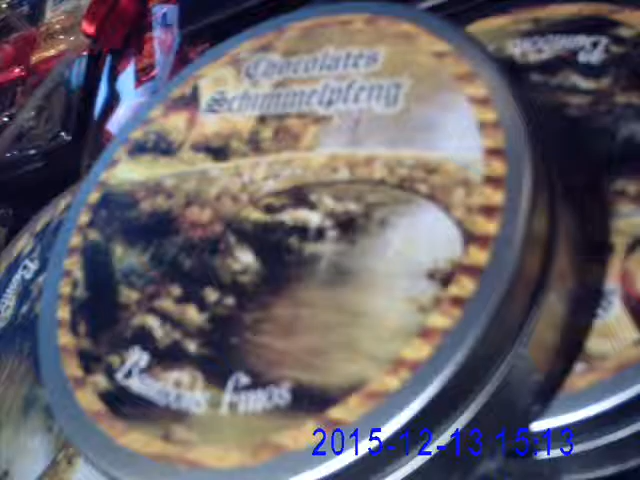 Chocolates
Schimmelpfeng
Bombons finos
2015-12-13 15:13